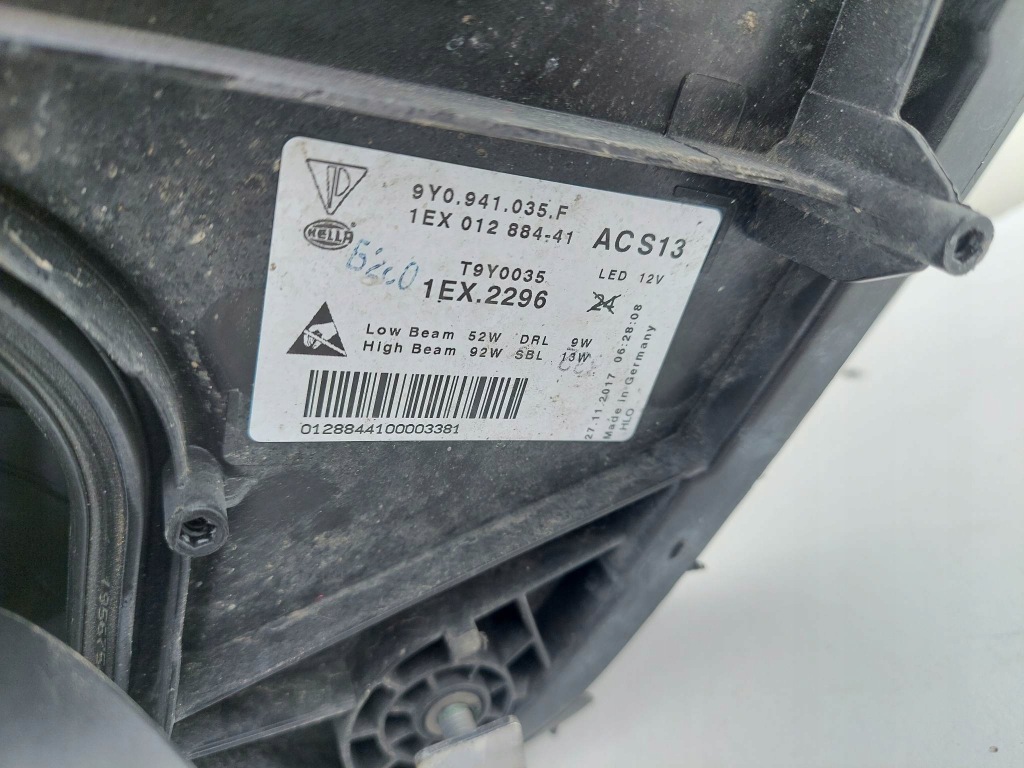 9Y0.941.035.F
1EX 012 884-41
ACS13
HELLA
T9Y0035
LED 12V
1EX.2296
24
Low Beam 52W DRL 9W
High Beam 92W SBL 13W
0128844100003381
27.11.2017 06:28:08
Made in Germany
HLO